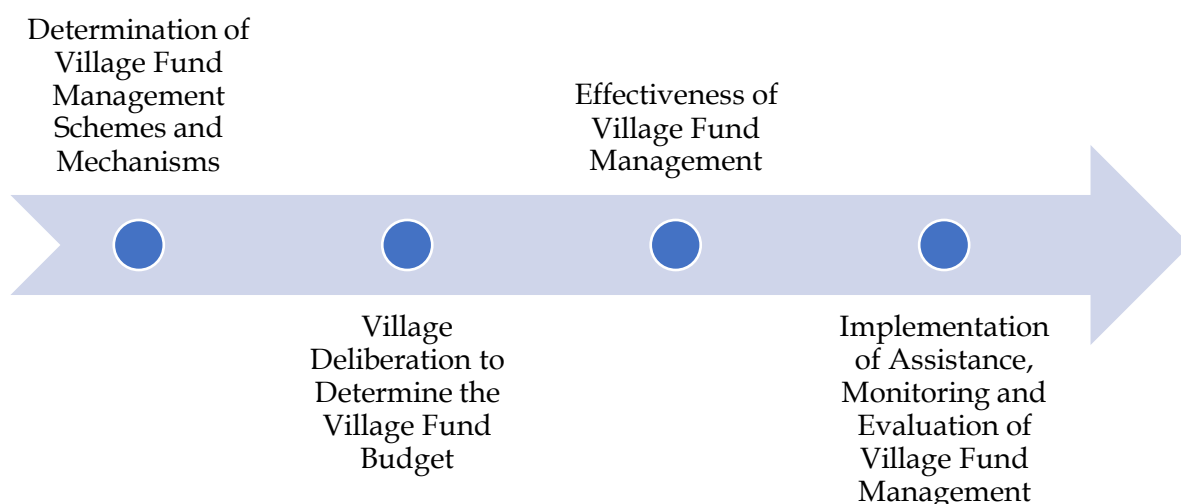 Determination of
Village Fund
Management
Schemes and
Mechanisms
Village
Deliberation to
Determine the
Village Fund
Budget
Effectiveness of
Village Fund
Management
Implementation
of Assistance,
Monitoring and
Evaluation of
Village Fund
Management